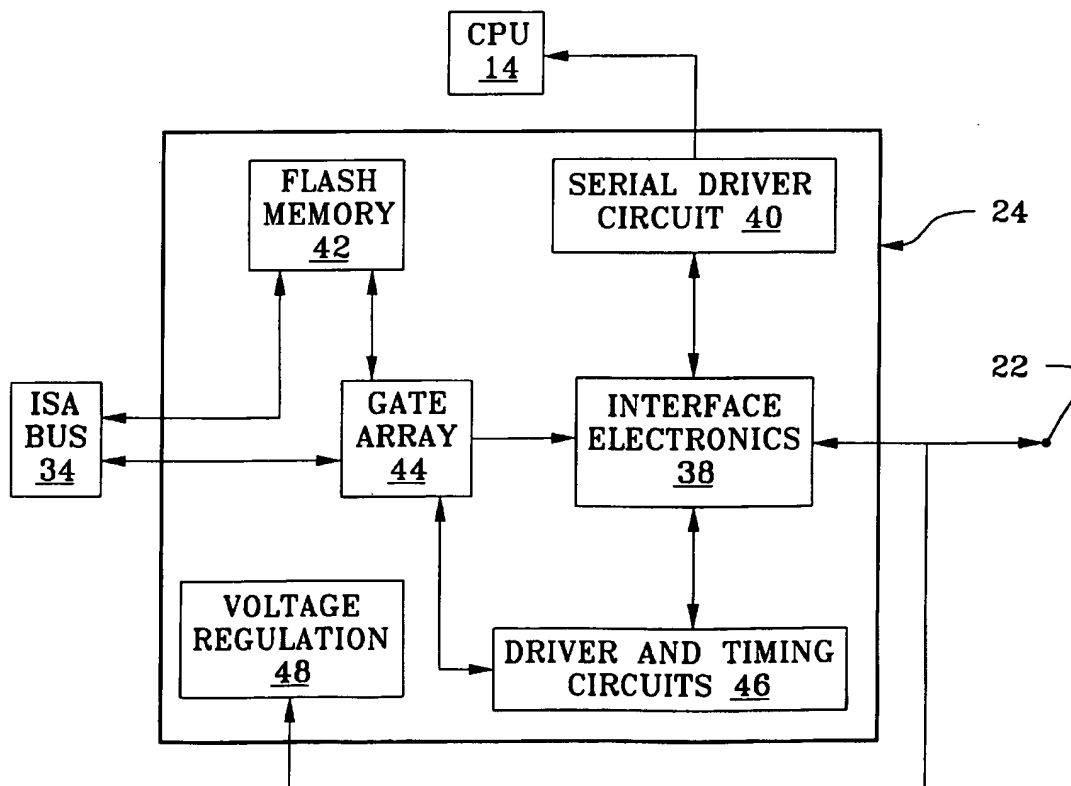 CPU
14
FLASH
MEMORY
42
SERIAL DRIVER
CIRCUIT 40
24
22
ISA
BUS
34
GATE
ARRAY
44
INTERFACE
ELECTRONICS
38
VOLTAGE
REGULATION
48
DRIVER AND TIMING
CIRCUITS 46